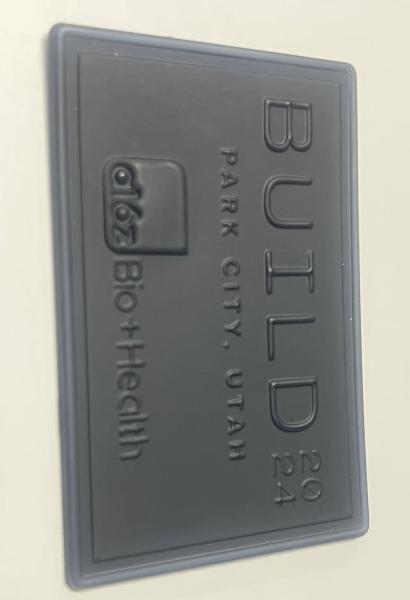 BUILD 2024
PARK CITY, UTAH
a16z Bio+Health